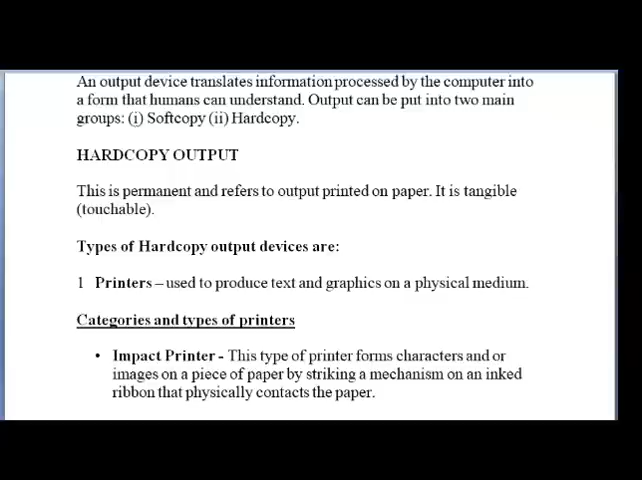 An output device translates information processed by the computer into
a form that humans can understand. Output can be put into two main
groups: (i) Softcopy (ii) Hardcopy.
HARDCOPY OUTPUT
This is permanent and refers to output printed on paper. It is tangible
(touchable).
Types of Hardcopy output devices are:
1 Printers – used to produce text and graphics on a physical medium.
Categories and types of printers
• Impact Printer - This type of printer forms characters and or
images on a piece of paper by striking a mechanism on an inked
ribbon that physically contacts the paper.